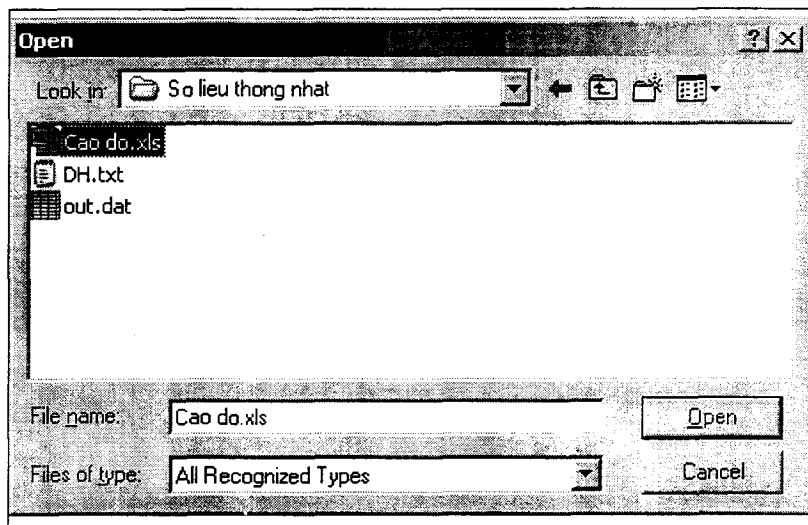 Open
Look in: So lieu thong nhat
Cao do.xls
DH.txt
out.dat
File name: Cao do.xls Open
Files of type: All Recognized Types Cancel